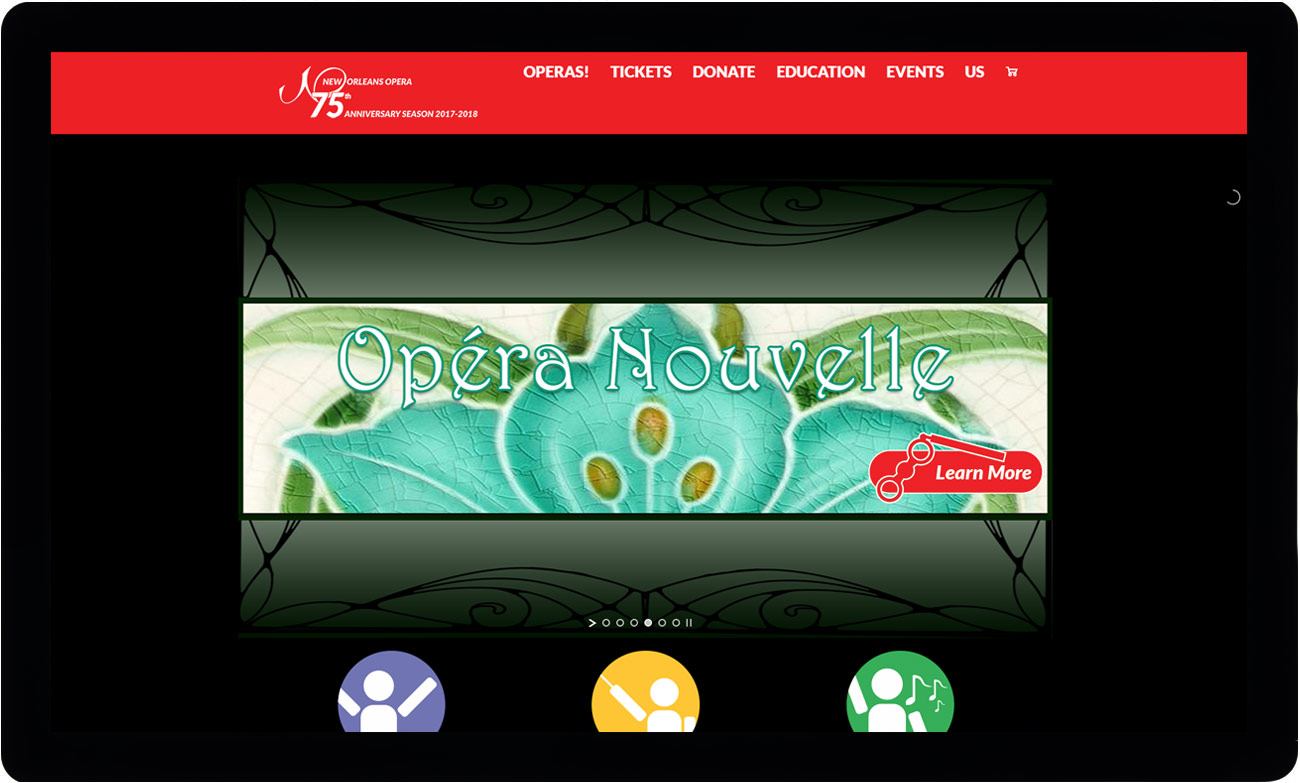 NEW ORLEANS OPERA
75th
ANNIVERSARY SEASON 2017-2018
OPERAS! TICKETS DONATE EDUCATION EVENTS US
Opéra Nouvelle
Learn More